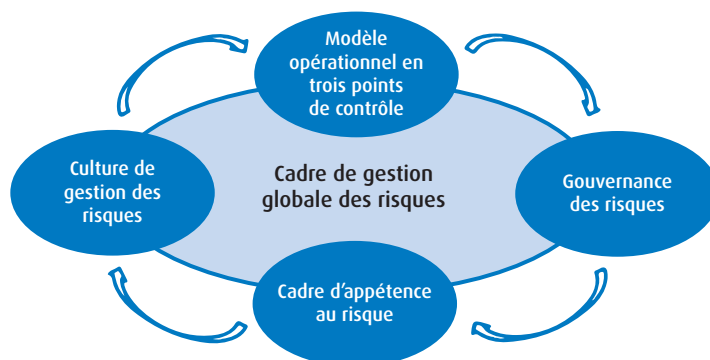 Modèle
opérationnel en
trois points
de contrôle
Culture de
gestion des
risques
Cadre de gestion
globale des risques
Gouvernance
des risques
Cadre d’appétence
au risque